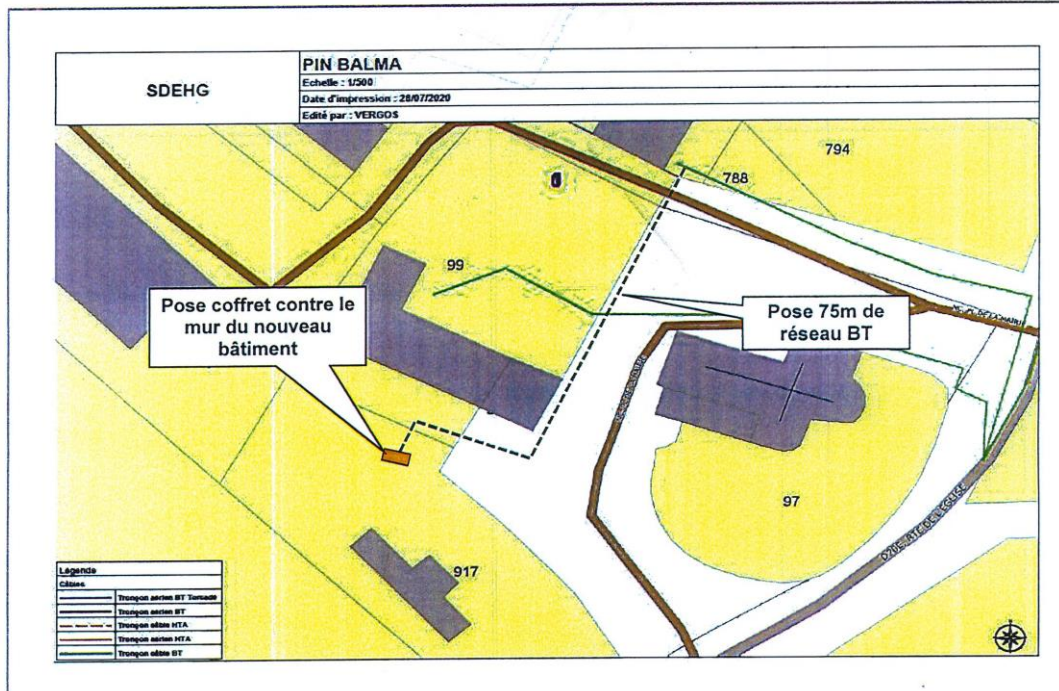 SDEHG
PIN BALMA
Echelle : 1/500
Date d'impression : 28/07/2020
Edité par : VERGOS
794
788
99
Pose coffret contre le
mur du nouveau
bâtiment
Pose 75m de
réseau BT
97
917
Légende
Câbles
Tronçon aérien BT Torsadé
Tronçon aérien BT
Tronçon câble HTA
Tronçon aérien HTA
Tronçon câble BT